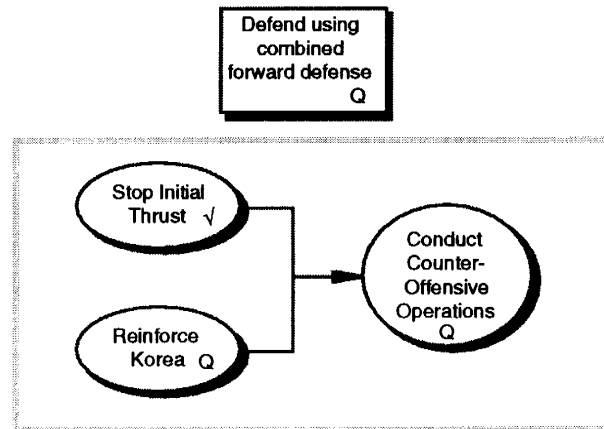 Defend using
combined
forward defense
Q
Stop Initial
Thrust √
Reinforce
Korea Q
Conduct
Counter-
Offensive
Operations
Q